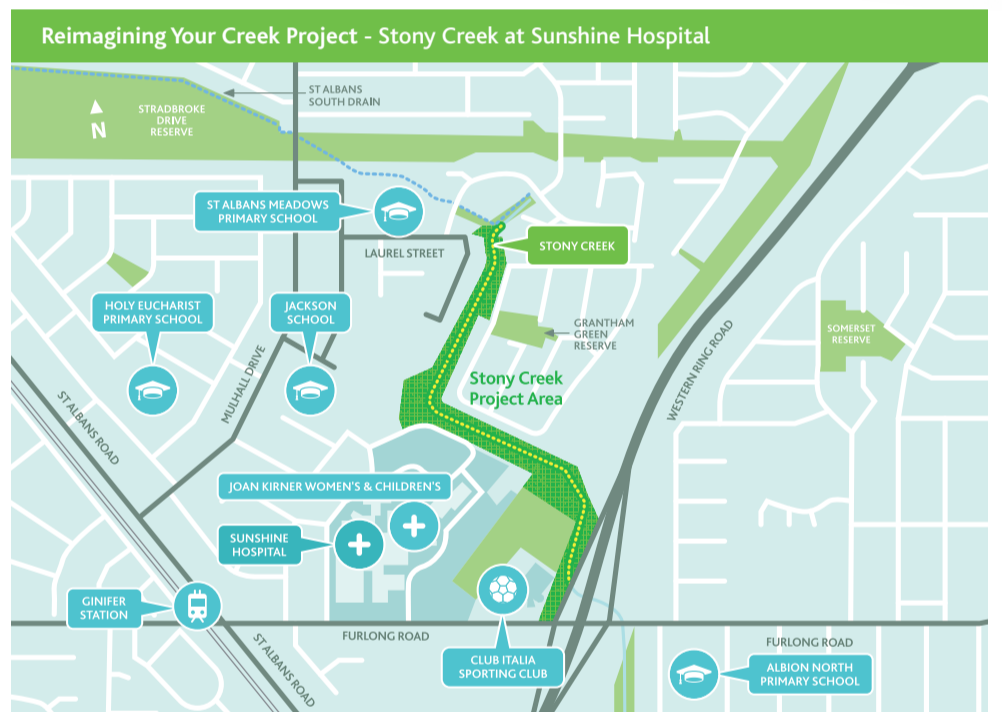 Reimagining Your Creek Project - Stony Creek at Sunshine Hospital
ST ALBANS
SOUTH DRAIN
STRADBROKE
DRIVE
RESERVE
N
ST ALBANS MEADOWS
PRIMARY SCHOOL
LAUREL STREET
STONY CREEK
HOLY EUCHARIST
PRIMARY SCHOOL
JACKSON
SCHOOL
GRANTHAM
GREEN
RESERVE
SOMERSET
RESERVE
MULHALL DRIVE
WESTERN RING ROAD
Stony Creek
Project Area
ST ALBANS ROAD
JOAN KIRNER WOMEN'S & CHILDREN'S
SUNSHINE
HOSPITAL
GINIFER
STATION
ST ALBANS ROAD
FURLONG ROAD
CLUB ITALIA
SPORTING CLUB
FURLONG ROAD
ALBION NORTH
PRIMARY SCHOOL